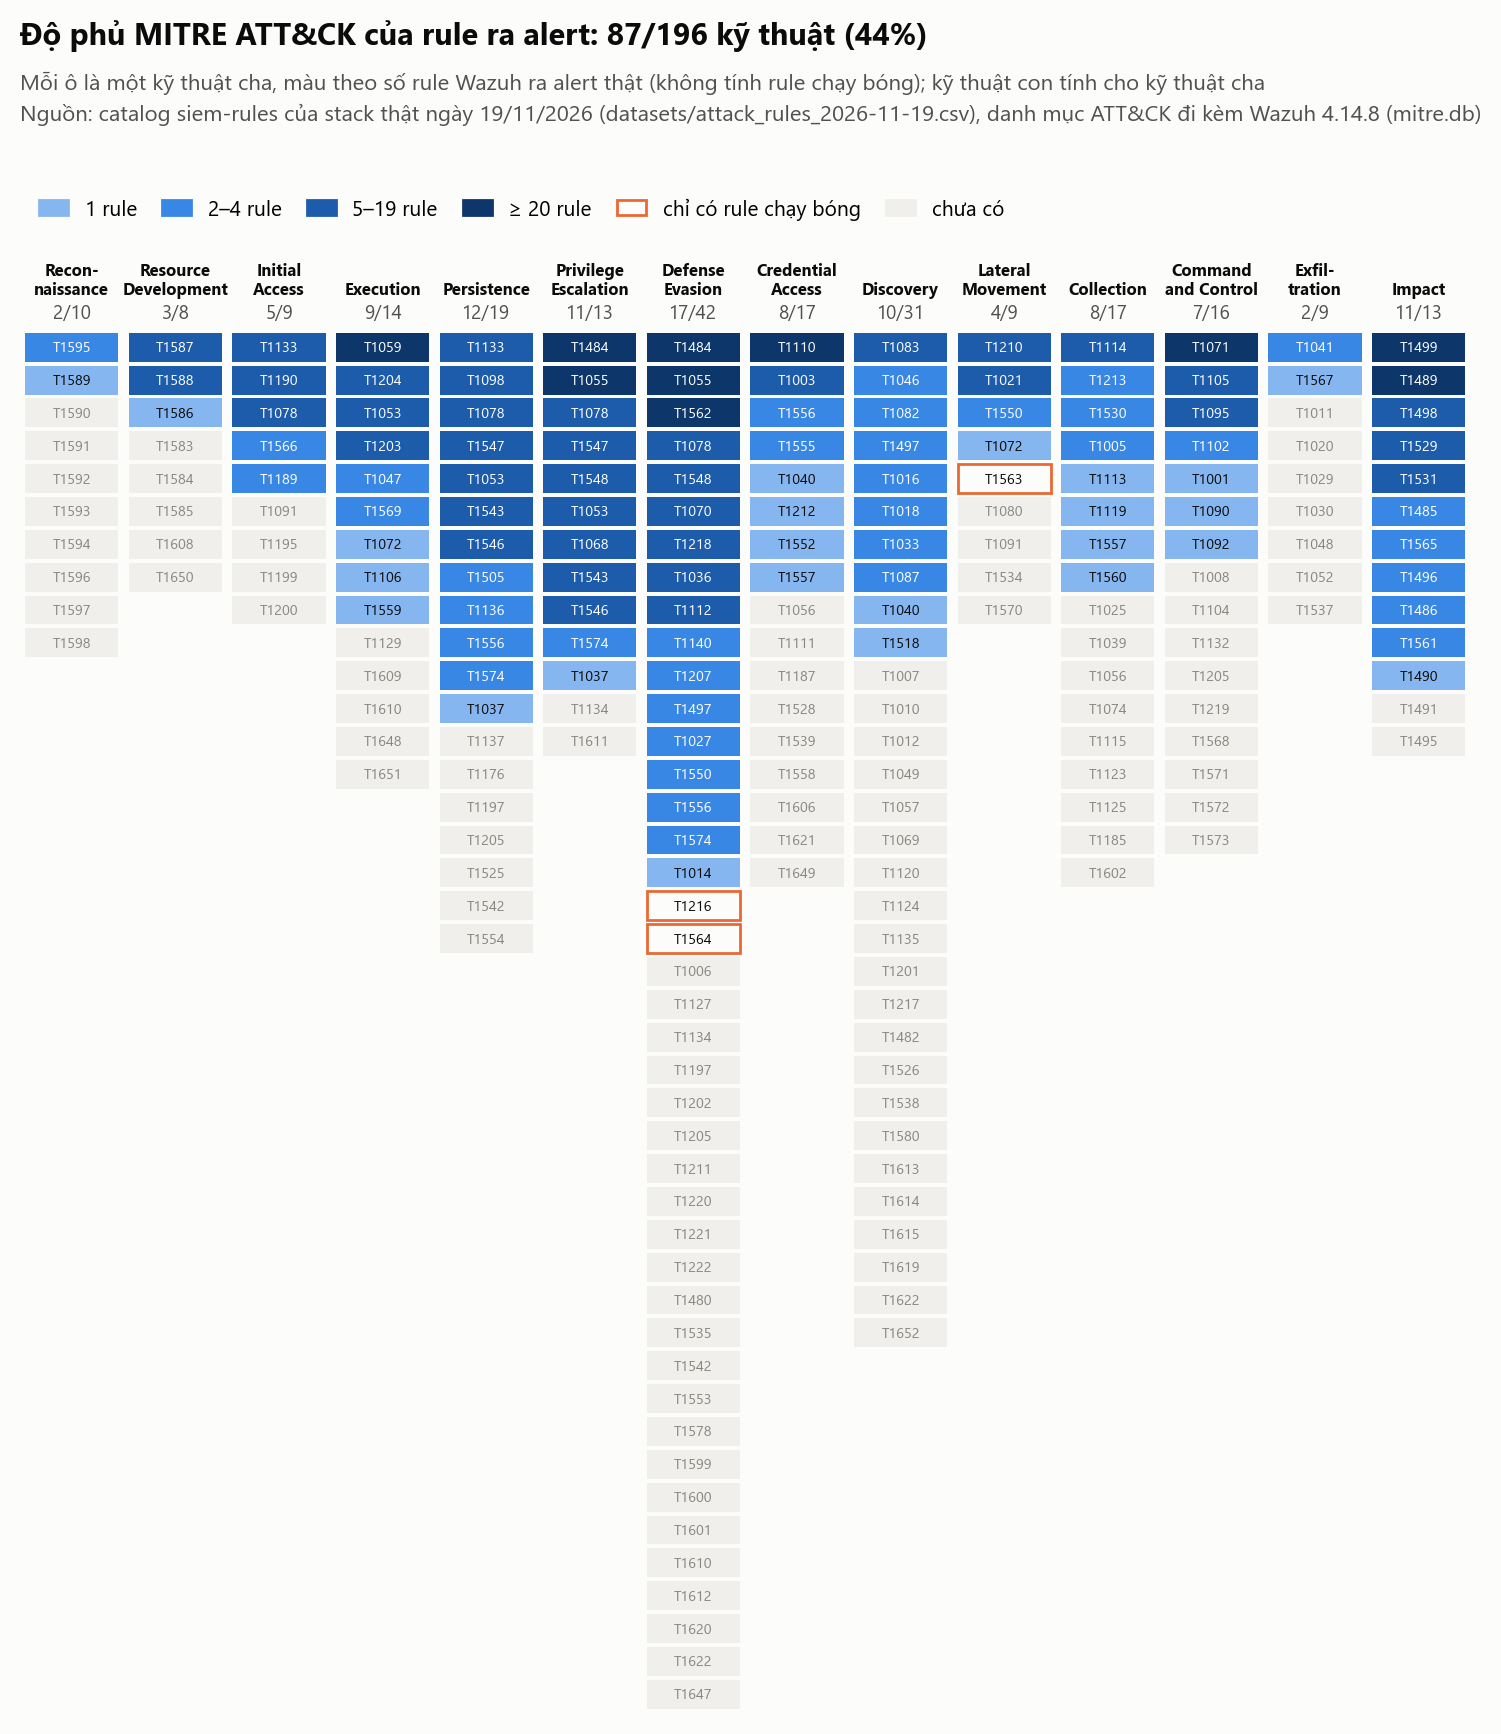 Độ phủ MITRE ATT&CK của rule ra alert: 87/196 kỹ thuật (44%)
Mỗi ô là một kỹ thuật cha, màu theo số rule Wazuh ra alert thật (không tính rule chạy bóng); kỹ thuật con tính cho kỹ thuật cha
Nguồn: catalog siem-rules của stack thật ngày 19/11/2026 (datasets/attack_rules_2026-11-19.csv), danh mục ATT&CK đi kèm Wazuh 4.14.8 (mitre.db)
1 rule 2–4 rule 5–19 rule ≥ 20 rule chỉ có rule chạy bóng chưa có
Recon-
naissance
2/10
T1595
T1589
T1590
T1591
T1592
T1593
T1594
T1596
T1597
T1598
Resource
Development
3/8
T1587
T1588
T1586
T1583
T1584
T1585
T1608
T1650
Initial
Access
5/9
T1133
T1190
T1078
T1566
T1189
T1091
T1195
T1199
T1200
Execution
9/14
T1059
T1204
T1053
T1203
T1047
T1569
T1072
T1106
T1559
T1129
T1609
T1610
T1648
T1651
Persistence
12/19
T1133
T1098
T1078
T1547
T1053
T1543
T1546
T1505
T1136
T1556
T1574
T1037
T1137
T1176
T1197
T1205
T1525
T1542
T1554
Privilege
Escalation
11/13
T1484
T1055
T1078
T1547
T1548
T1053
T1068
T1543
T1546
T1574
T1037
T1134
T1611
Defense
Evasion
17/42
T1484
T1055
T1562
T1078
T1548
T1070
T1218
T1036
T1112
T1140
T1207
T1497
T1027
T1550
T1556
T1574
T1014
T1216
T1564
T1006
T1127
T1134
T1197
T1202
T1205
T1211
T1220
T1221
T1222
T1480
T1535
T1542
T1553
T1578
T1599
T1600
T1601
T1610
T1612
T1620
T1622
T1647
Credential
Access
8/17
T1110
T1003
T1556
T1555
T1040
T1212
T1552
T1557
T1056
T1111
T1187
T1528
T1539
T1558
T1606
T1621
T1649
Discovery
10/31
T1083
T1046
T1082
T1497
T1016
T1018
T1033
T1087
T1040
T1518
T1007
T1010
T1012
T1049
T1057
T1069
T1120
T1124
T1135
T1201
T1217
T1482
T1526
T1538
T1580
T1613
T1614
T1615
T1619
T1622
T1652
Lateral
Movement
4/9
T1210
T1021
T1550
T1072
T1563
T1080
T1091
T1534
T1570
Collection
8/17
T1114
T1213
T1530
T1005
T1113
T1119
T1557
T1560
T1025
T1039
T1056
T1074
T1115
T1123
T1125
T1185
T1602
Command
and Control
7/16
T1071
T1105
T1095
T1102
T1001
T1090
T1092
T1008
T1104
T1132
T1205
T1219
T1568
T1571
T1572
T1573
Exfil-
tration
2/9
T1041
T1567
T1011
T1020
T1029
T1030
T1048
T1052
T1537
Impact
11/13
T1499
T1489
T1498
T1529
T1531
T1485
T1565
T1496
T1486
T1561
T1490
T1491
T1495